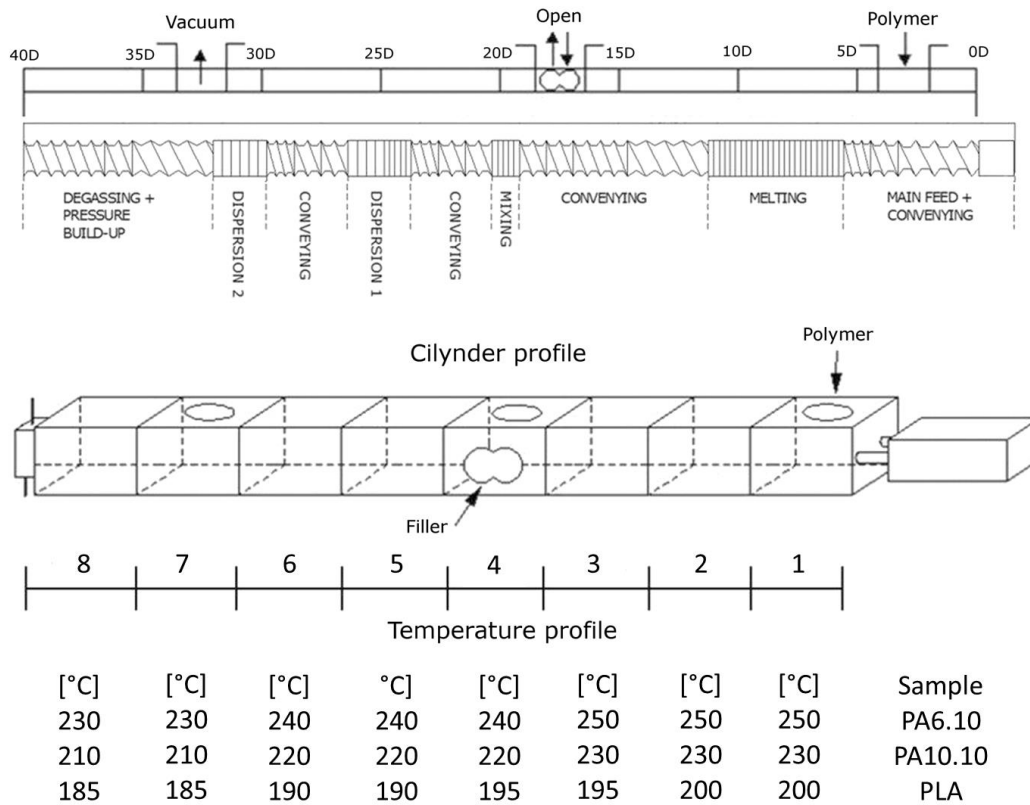 Vacuum Open Polymer
40D 35D 30D 25D 20D 15D 10D 5D 0D
DEGASSING +
PRESSURE
BUILD-UP
DISPERSION 2
CONVEYING
DISPERSION 1
CONVEYING
MIXING
CONVENYING
MELTING
MAIN FEED +
CONVENYING
Polymer
Cilynder profile
Filler
8 7 6 5 4 3 2 1
Temperature profile
[°C] [°C] [°C] °C] [°C] [°C] [°C] [°C] Sample
230 230 240 240 240 250 250 250 PA6.10
210 210 220 220 220 230 230 230 PA10.10
185 185 190 190 195 195 200 200 PLA